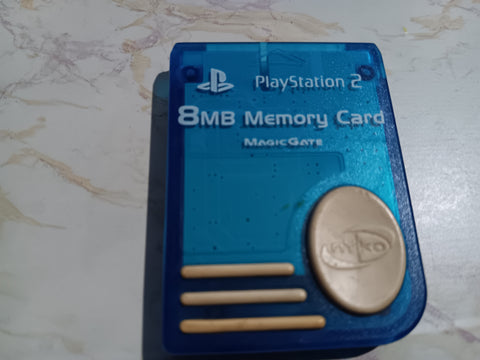 PlayStation 2
8MB Memory Card
MagicGate
nyko